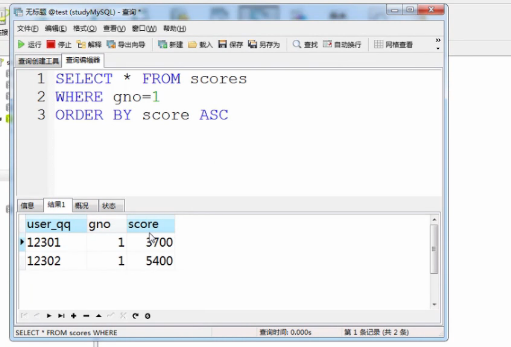 无标题 @test (studyMySQL) - 查询 *
文件(F) 编辑(E) 格式(O) 查看(V) 窗口(W) 帮助(H)
运行 停止 解释 导出向导 新建 载入 保存 另存为 查找 自动换行 网格查看
查询创建工具 查询编辑器
1 SELECT * FROM scores
2 WHERE gno=1
3 ORDER BY score ASC
信息 结果1 概况 状态
user_qq gno score
12301 1 3700
12302 1 5400
SELECT * FROM scores WHERE 查询时间: 0.000s 第 1 条记录 (共 2 条)